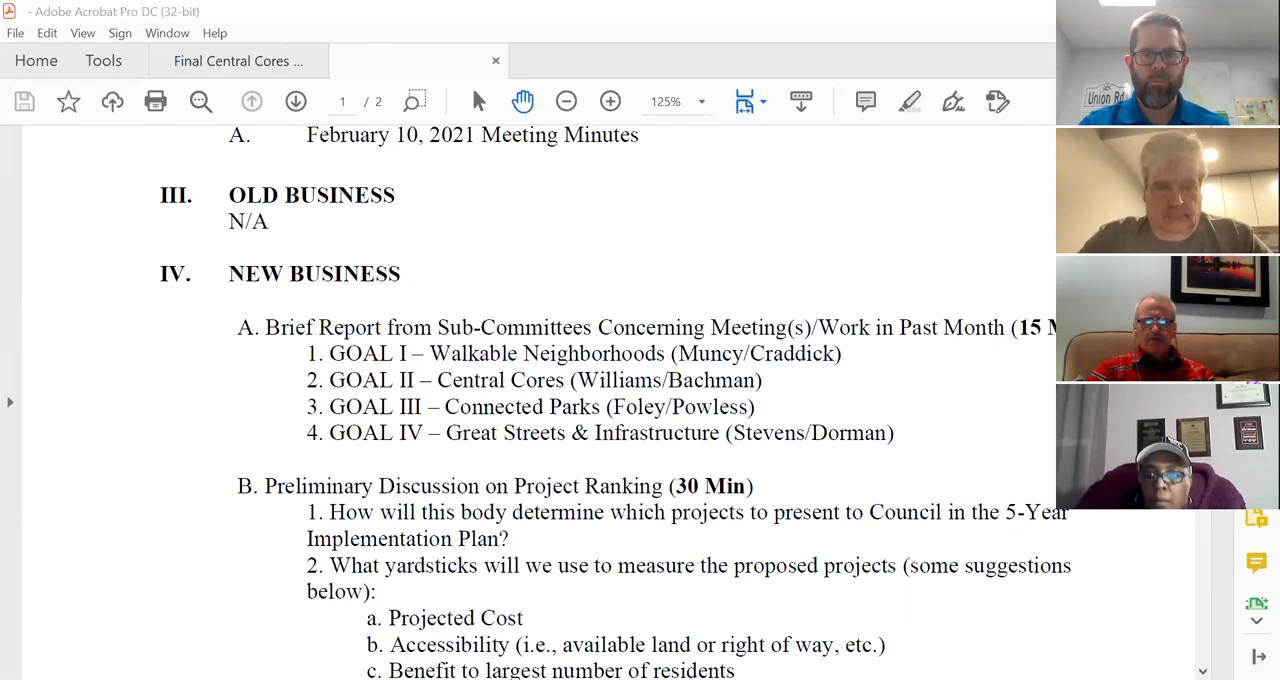 - Adobe Acrobat Pro DC (32-bit)
File Edit View Sign Window Help
Home Tools Final Central Cores ...
1 / 2 125%
A. February 10, 2021 Meeting Minutes
III. OLD BUSINESS
N/A
IV. NEW BUSINESS
A. Brief Report from Sub-Committees Concerning Meeting(s)/Work in Past Month (15 M
1. GOAL I – Walkable Neighborhoods (Muncy/Craddick)
2. GOAL II – Central Cores (Williams/Bachman)
3. GOAL III – Connected Parks (Foley/Powless)
4. GOAL IV – Great Streets & Infrastructure (Stevens/Dorman)
B. Preliminary Discussion on Project Ranking (30 Min)
1. How will this body determine which projects to present to Council in the 5-Year
Implementation Plan?
2. What yardsticks will we use to measure the proposed projects (some suggestions
below):
a. Projected Cost
b. Accessibility (i.e., available land or right of way, etc.)
c. Benefit to largest number of residents
Union Rd